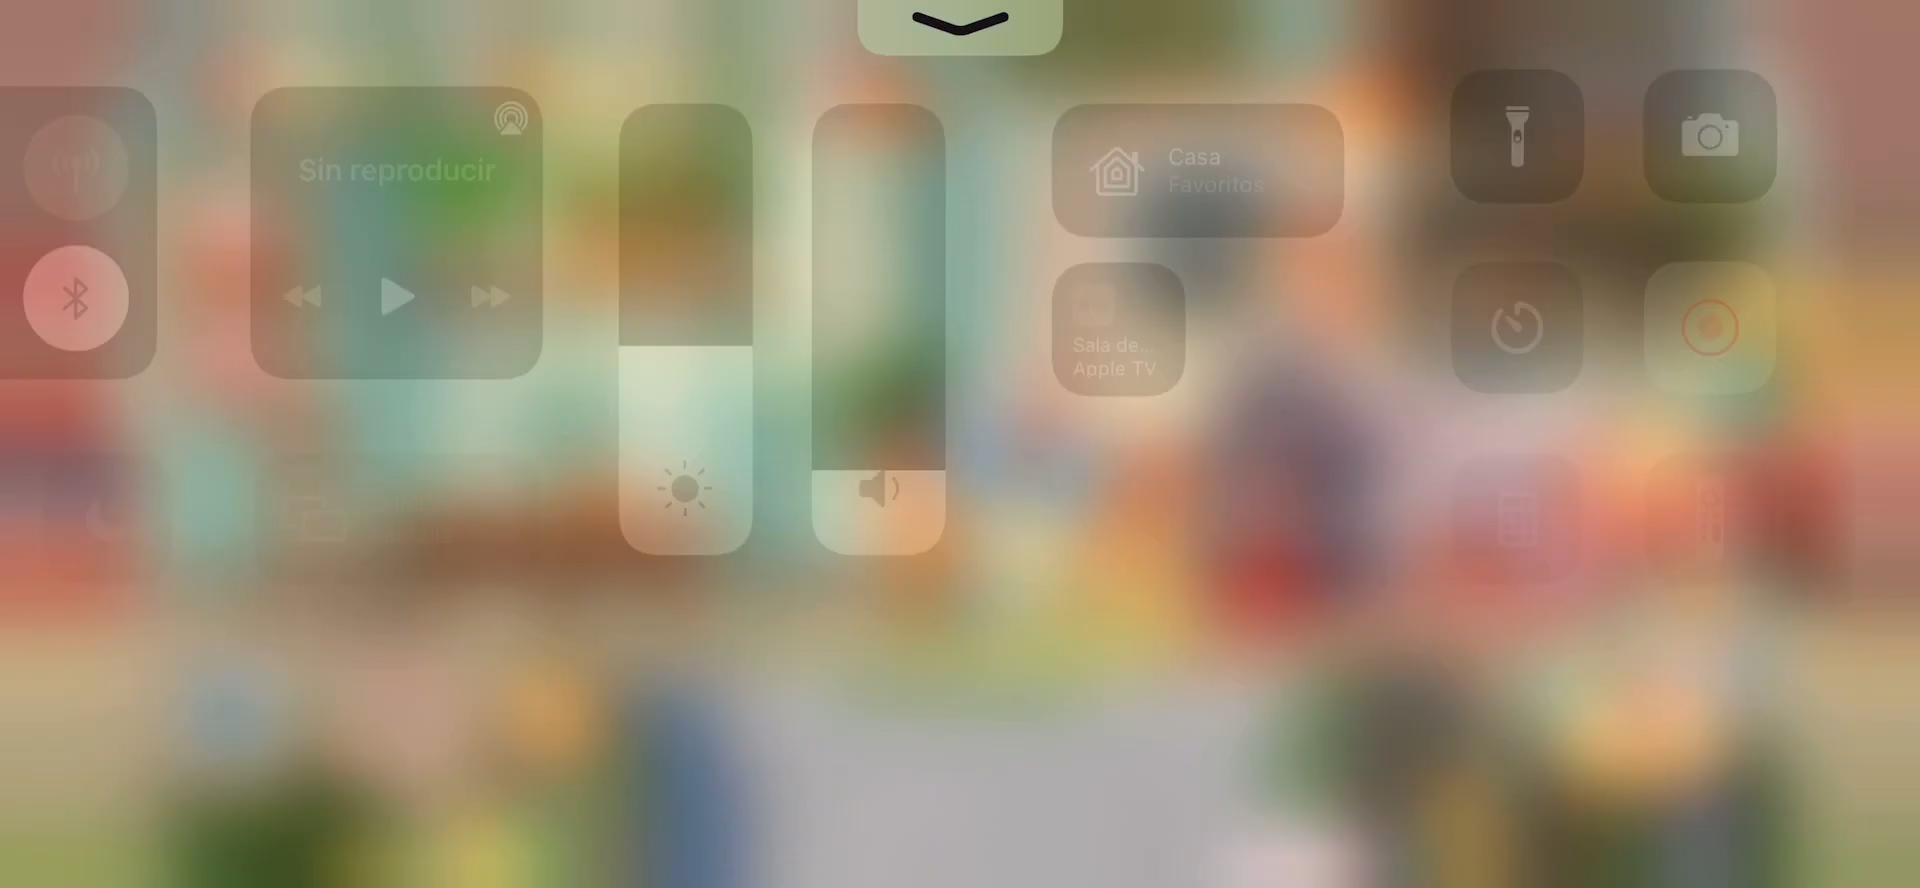 Sin reproducir
Casa
Favoritos
Sala de...
Apple TV